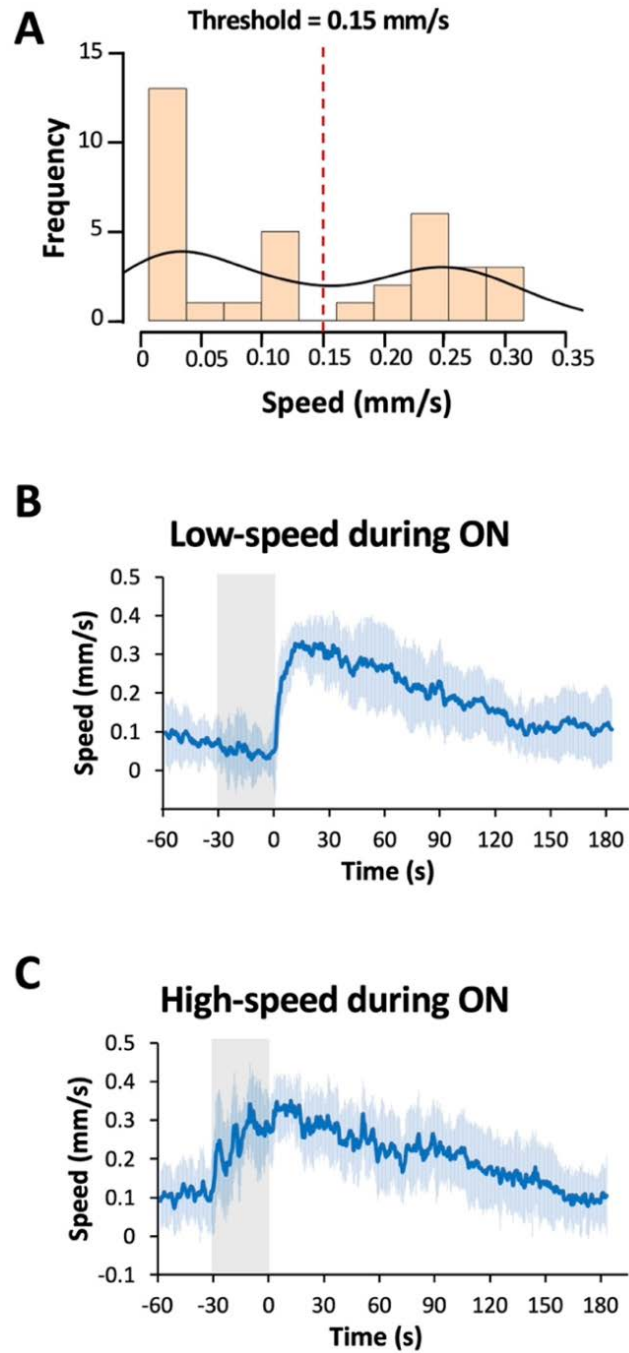 A
Threshold = 0.15 mm/s
15
10
5
0
Frequency
0 0.05 0.10 0.15 0.20 0.25 0.30 0.35
Speed (mm/s)
B
Low-speed during ON
0.5
0.4
0.3
0.2
0.1
0
Speed (mm/s)
-60 -30 0 30 60 90 120 150 180
Time (s)
C
High-speed during ON
0.5
0.4
0.3
0.2
0.1
0
-0.1
Speed (mm/s)
-60 -30 0 30 60 90 120 150 180
Time (s)